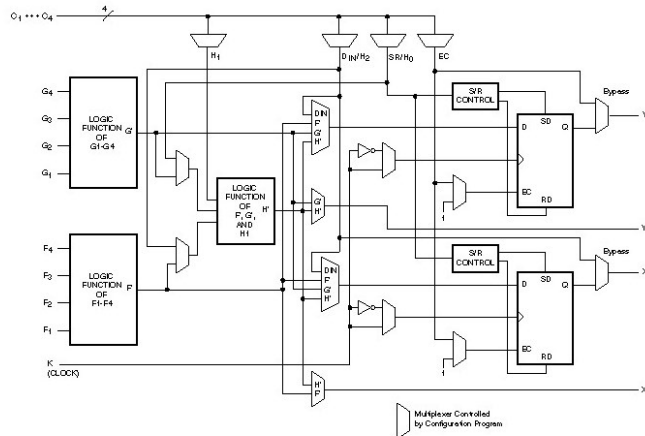 C1 ••• C4
4
H1
DIN/H2
SR/H0
EC
G4
G3
G2
G1
LOGIC
FUNCTION
OF
G1-G4
G'
F4
F3
F2
F1
LOGIC
FUNCTION
OF
F1-F4
F'
LOGIC
FUNCTION
OF
F', G',
AND
H1
H'
DIN
F'
G'
H'
S/R
CONTROL
Bypass
D
SD
Q
EC
RD
1
Y
G'
H'
Y
DIN
F'
G'
H'
S/R
CONTROL
Bypass
D
SD
Q
EC
RD
1
X
K
(CLOCK)
H'
F'
X
Multiplexer Controlled
by Configuration Program